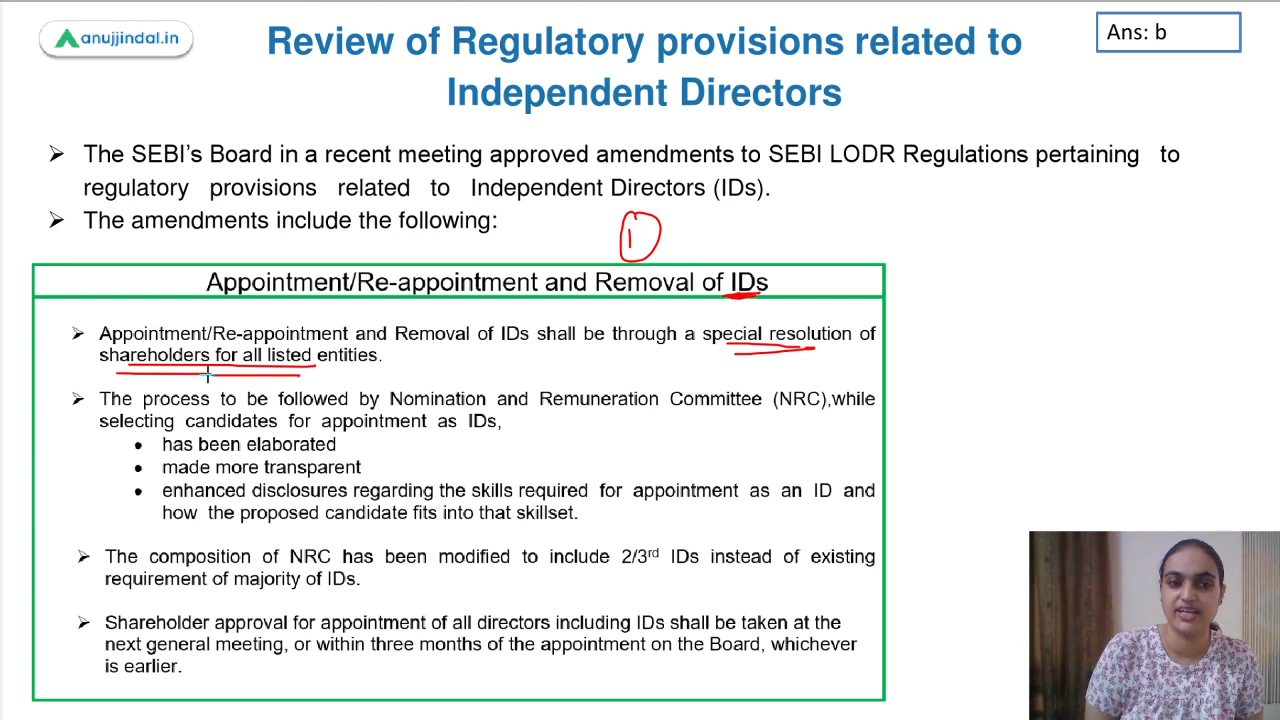 anujjindal.in
Review of Regulatory provisions related to
Independent Directors
Ans: b
➢ The SEBI's Board in a recent meeting approved amendments to SEBI LODR Regulations pertaining to
regulatory provisions related to Independent Directors (IDs).
➢ The amendments include the following:
1
Appointment/Re-appointment and Removal of IDs
➢ Appointment/Re-appointment and Removal of IDs shall be through a special resolution of
shareholders for all listed entities.
➢ The process to be followed by Nomination and Remuneration Committee (NRC),while
selecting candidates for appointment as IDs,
• has been elaborated
• made more transparent
• enhanced disclosures regarding the skills required for appointment as an ID and
how the proposed candidate fits into that skillset.
➢ The composition of NRC has been modified to include 2/3rd IDs instead of existing
requirement of majority of IDs.
➢ Shareholder approval for appointment of all directors including IDs shall be taken at the
next general meeting, or within three months of the appointment on the Board, whichever
is earlier.